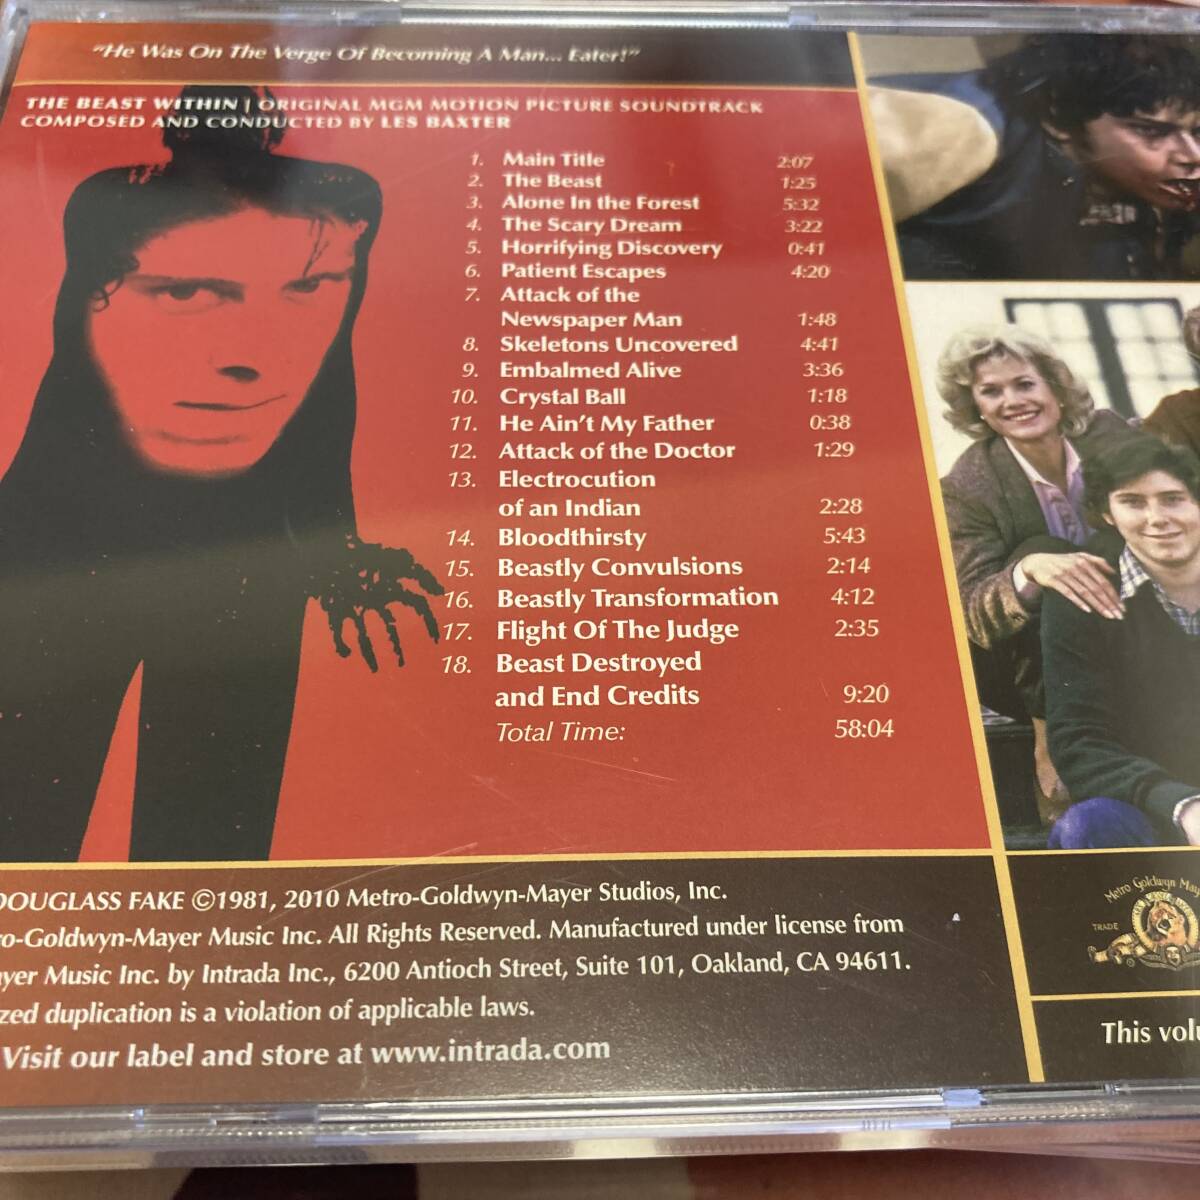 "He Was On The Verge Of Becoming A Man... Eater!"
THE BEAST WITHIN | ORIGINAL MGM MOTION PICTURE SOUNDTRACK
COMPOSED AND CONDUCTED BY LES BAXTER
1. Main Title 2:07
2. The Beast 1:25
3. Alone In the Forest 5:32
4. The Scary Dream 3:22
5. Horrifying Discovery 0:41
6. Patient Escapes 4:20
7. Attack of the
Newspaper Man 1:48
8. Skeletons Uncovered 4:41
9. Embalmed Alive 3:36
10. Crystal Ball 1:18
11. He Ain't My Father 0:38
12. Attack of the Doctor 1:29
13. Electrocution
of an Indian 2:28
14. Bloodthirsty 5:43
15. Beastly Convulsions 2:14
16. Beastly Transformation 4:12
17. Flight Of The Judge 2:35
18. Beast Destroyed
and End Credits 9:20
Total Time: 58:04
DOUGLASS FAKE ©1981, 2010 Metro-Goldwyn-Mayer Studios, Inc.
ro-Goldwyn-Mayer Music Inc. All Rights Reserved. Manufactured under license from
ayer Music Inc. by Intrada Inc., 6200 Antioch Street, Suite 101, Oakland, CA 94611.
zed duplication is a violation of applicable laws.
Visit our label and store at www.intrada.com
Metro Goldwyn May
TRADE
This volu